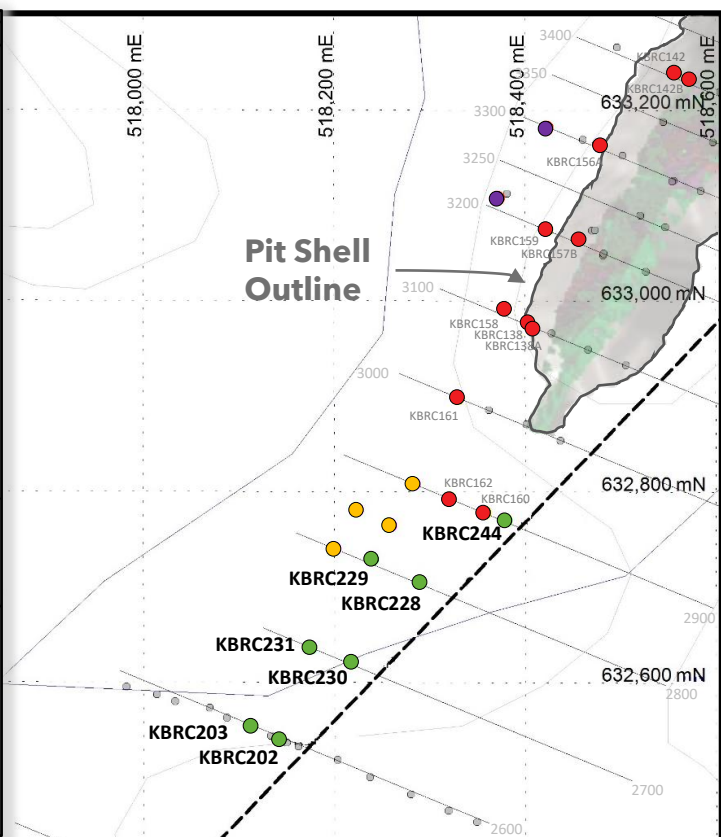 518,000 mE
518,200 mE
518,400 mE
518,600 mE
3400
KBRC142
3350
KBRC142B
633,200 mN
3300
3250
KBRC156A
3200
KBRC159
KBRC157B
Pit Shell
Outline
3100
633,000 mN
KBRC158
KBRC138
KBRC138A
3000
KBRC161
KBRC162
632,800 mN
KBRC160
KBRC244
KBRC229
KBRC228
2900
KBRC231
KBRC230
632,600 mN
2800
KBRC203
KBRC202
2700
2600